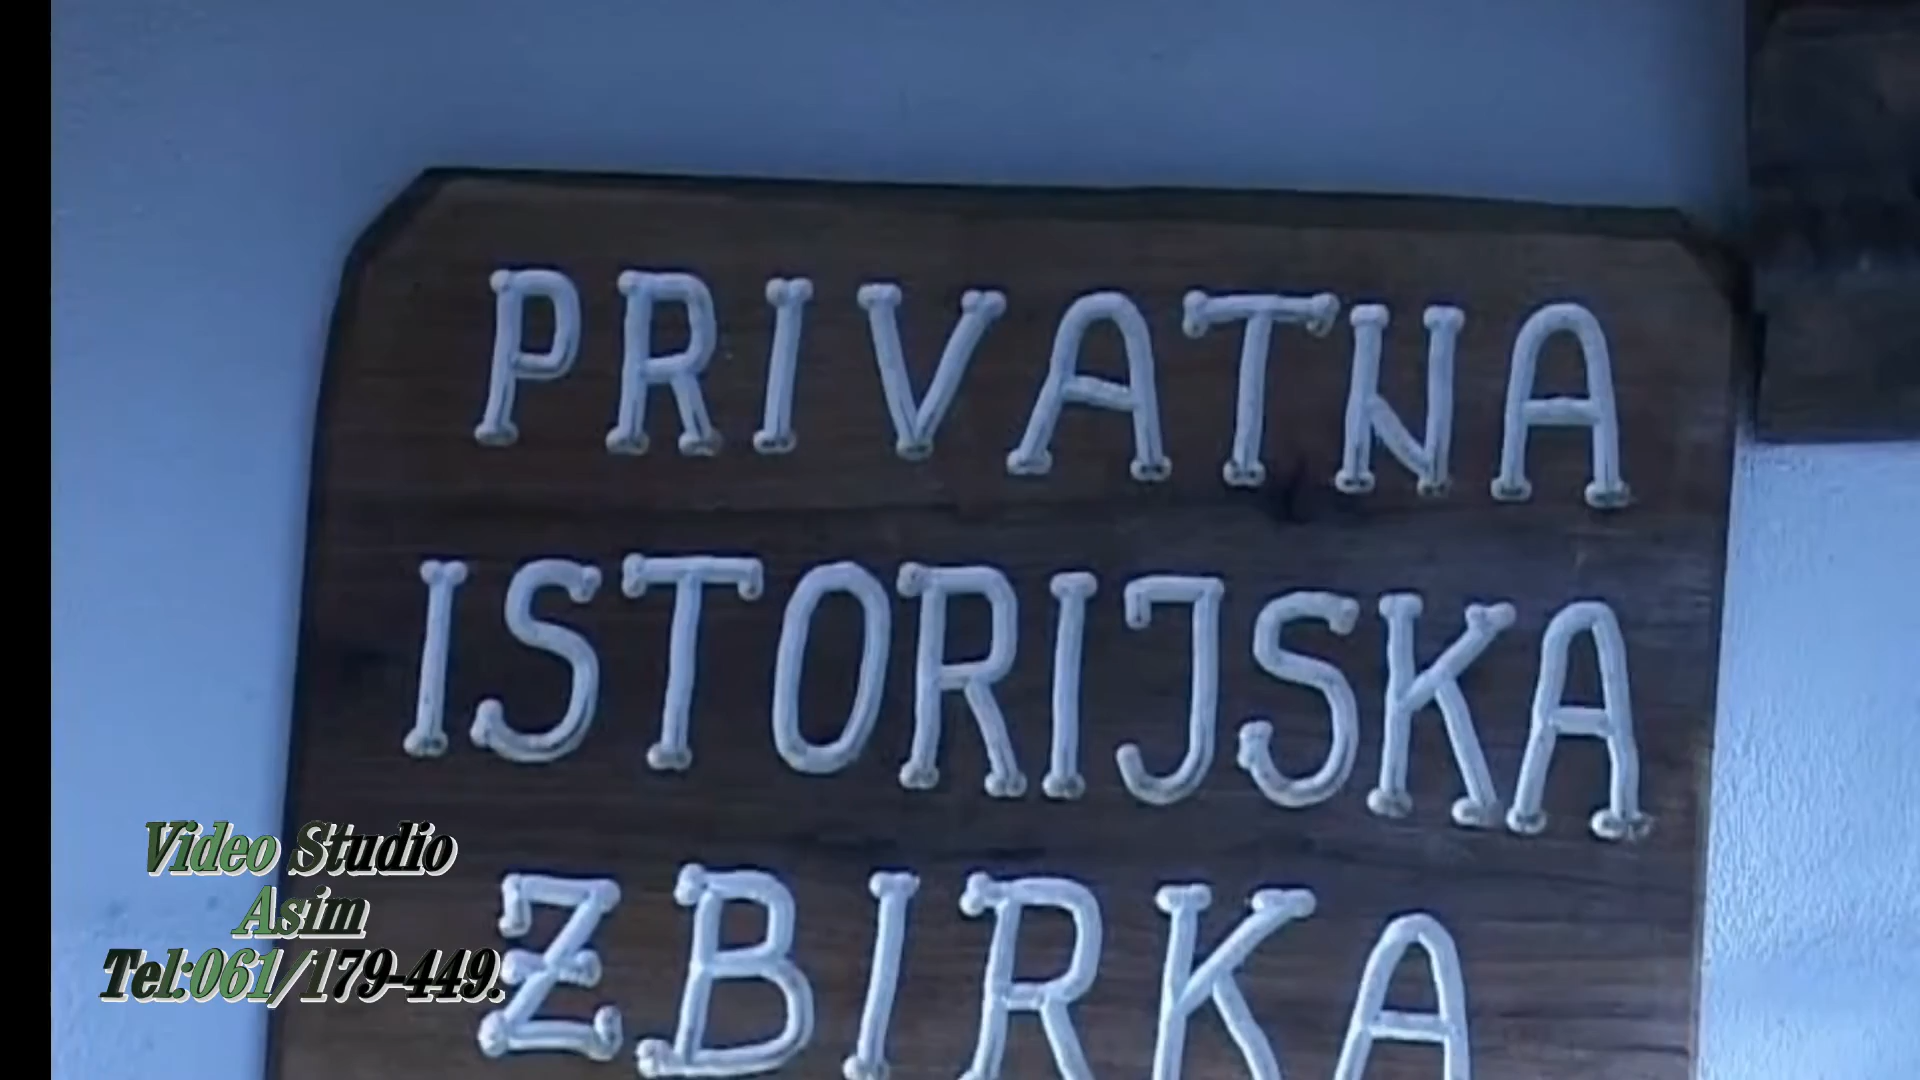 PRIVATNA
ISTORIJSKA
ZBIRKA
Video Studio
Asim
Tel:061/179-449.